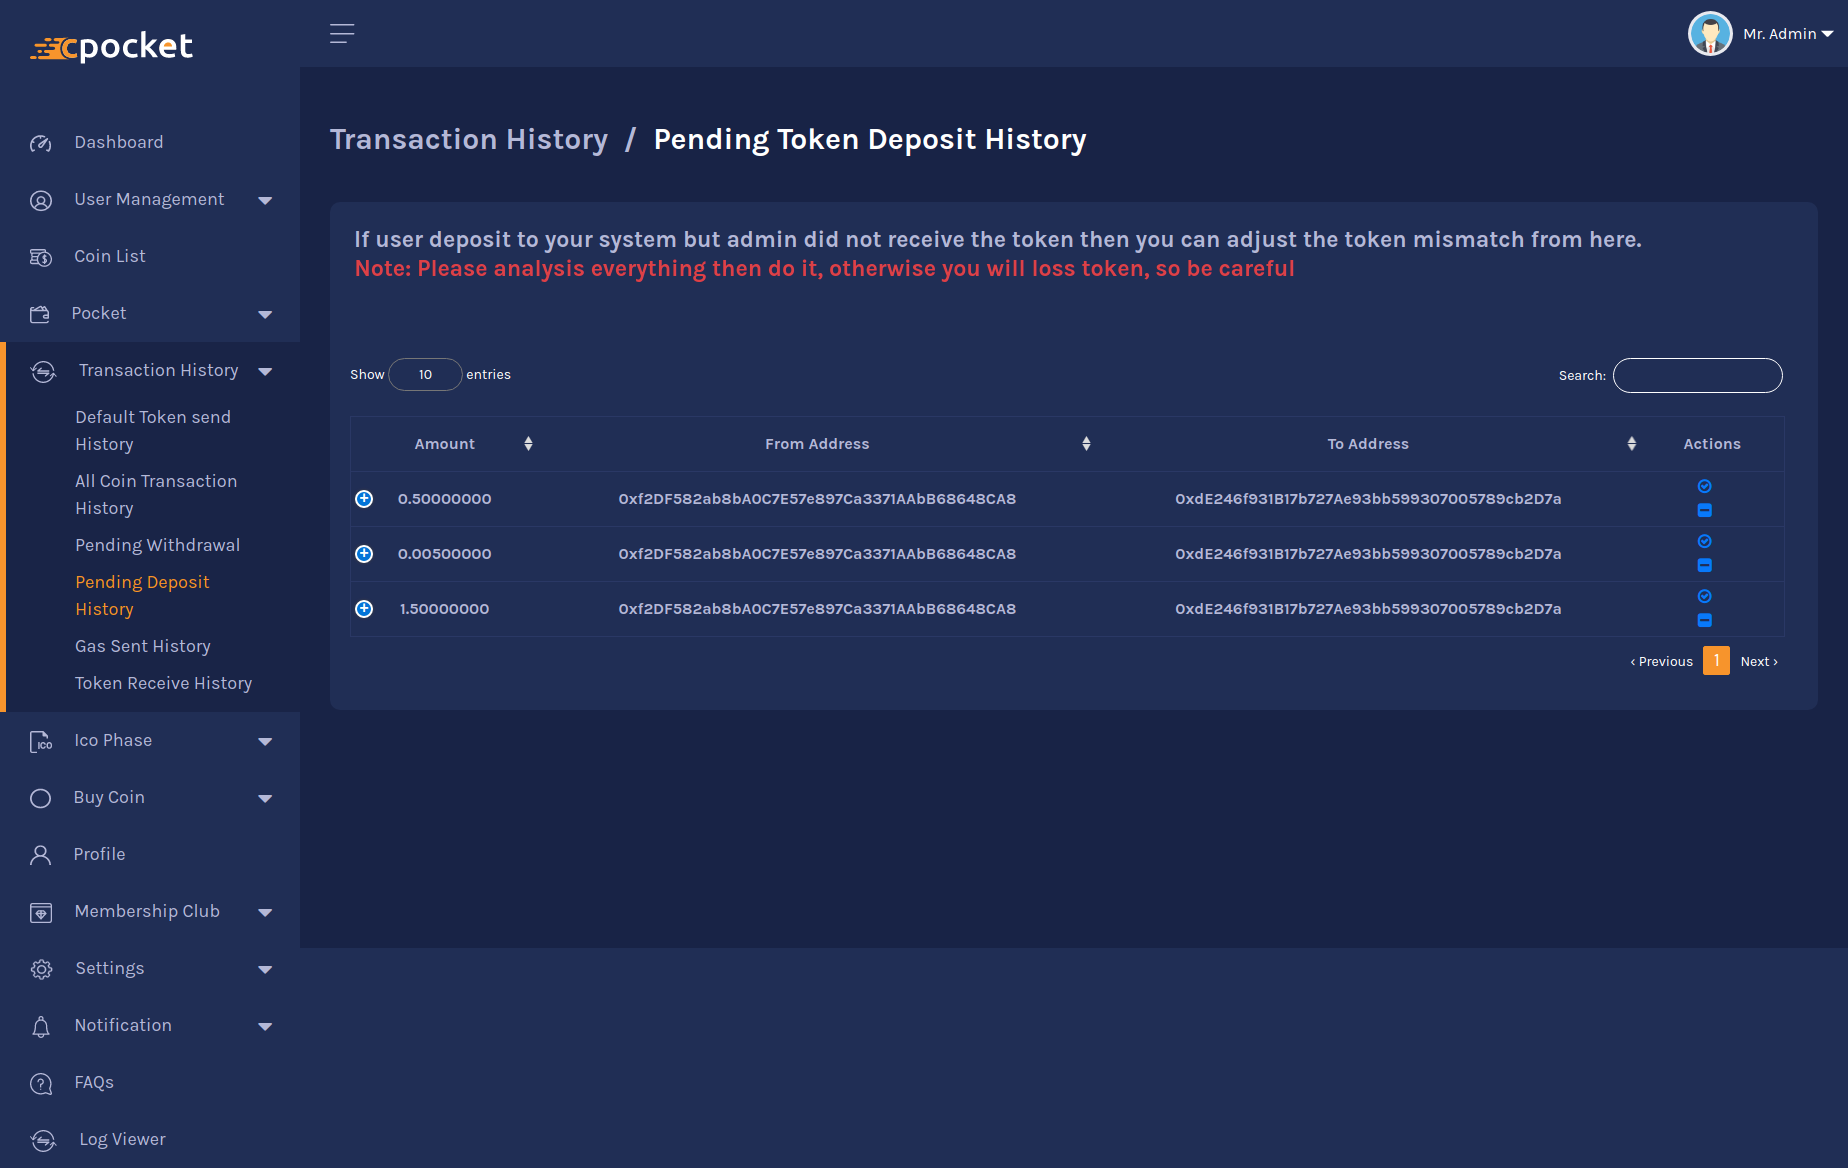 cpocket
Mr. Admin
Dashboard
User Management
Coin List
Pocket
Transaction History
Default Token send
History
All Coin Transaction
History
Pending Withdrawal
Pending Deposit
History
Gas Sent History
Token Receive History
Ico Phase
ICO
Buy Coin
Profile
Membership Club
Settings
Notification
FAQs
Log Viewer
Transaction History / Pending Token Deposit History
If user deposit to your system but admin did not receive the token then you can adjust the token mismatch from here.
Note: Please analysis everything then do it, otherwise you will loss token, so be careful
Show 10 entries
Search:
Amount From Address To Address Actions
0.50000000 0xf2DF582ab8bA0C7E57e897Ca3371AAbB68648CA8 0xdE246f931B17b727Ae93bb599307005789cb2D7a
0.00500000 0xf2DF582ab8bA0C7E57e897Ca3371AAbB68648CA8 0xdE246f931B17b727Ae93bb599307005789cb2D7a
1.50000000 0xf2DF582ab8bA0C7E57e897Ca3371AAbB68648CA8 0xdE246f931B17b727Ae93bb599307005789cb2D7a
‹ Previous 1 Next ›